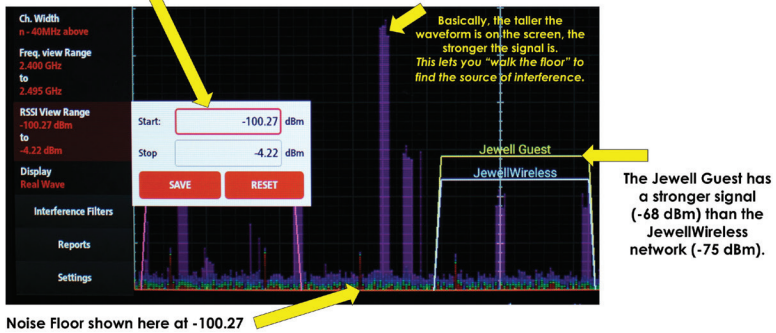 Ch. Width
n - 40MHz above
Freq. view Range
2.400 GHz
to
2.495 GHz
RSSI View Range
-100.27 dBm
to
-4.22 dBm
Display
Real Wave
Interference Filters
Reports
Settings
Start: -100.27 dBm
Stop -4.22 dBm
SAVE RESET
Basically, the taller the
waveform is on the screen, the
stronger the signal is.
This lets you "walk the floor" to
find the source of interference.
Jewell Guest
JewellWireless
The Jewell Guest has
a stronger signal
(-68 dBm) than the
JewellWireless
network (-75 dBm).
Noise Floor shown here at -100.27